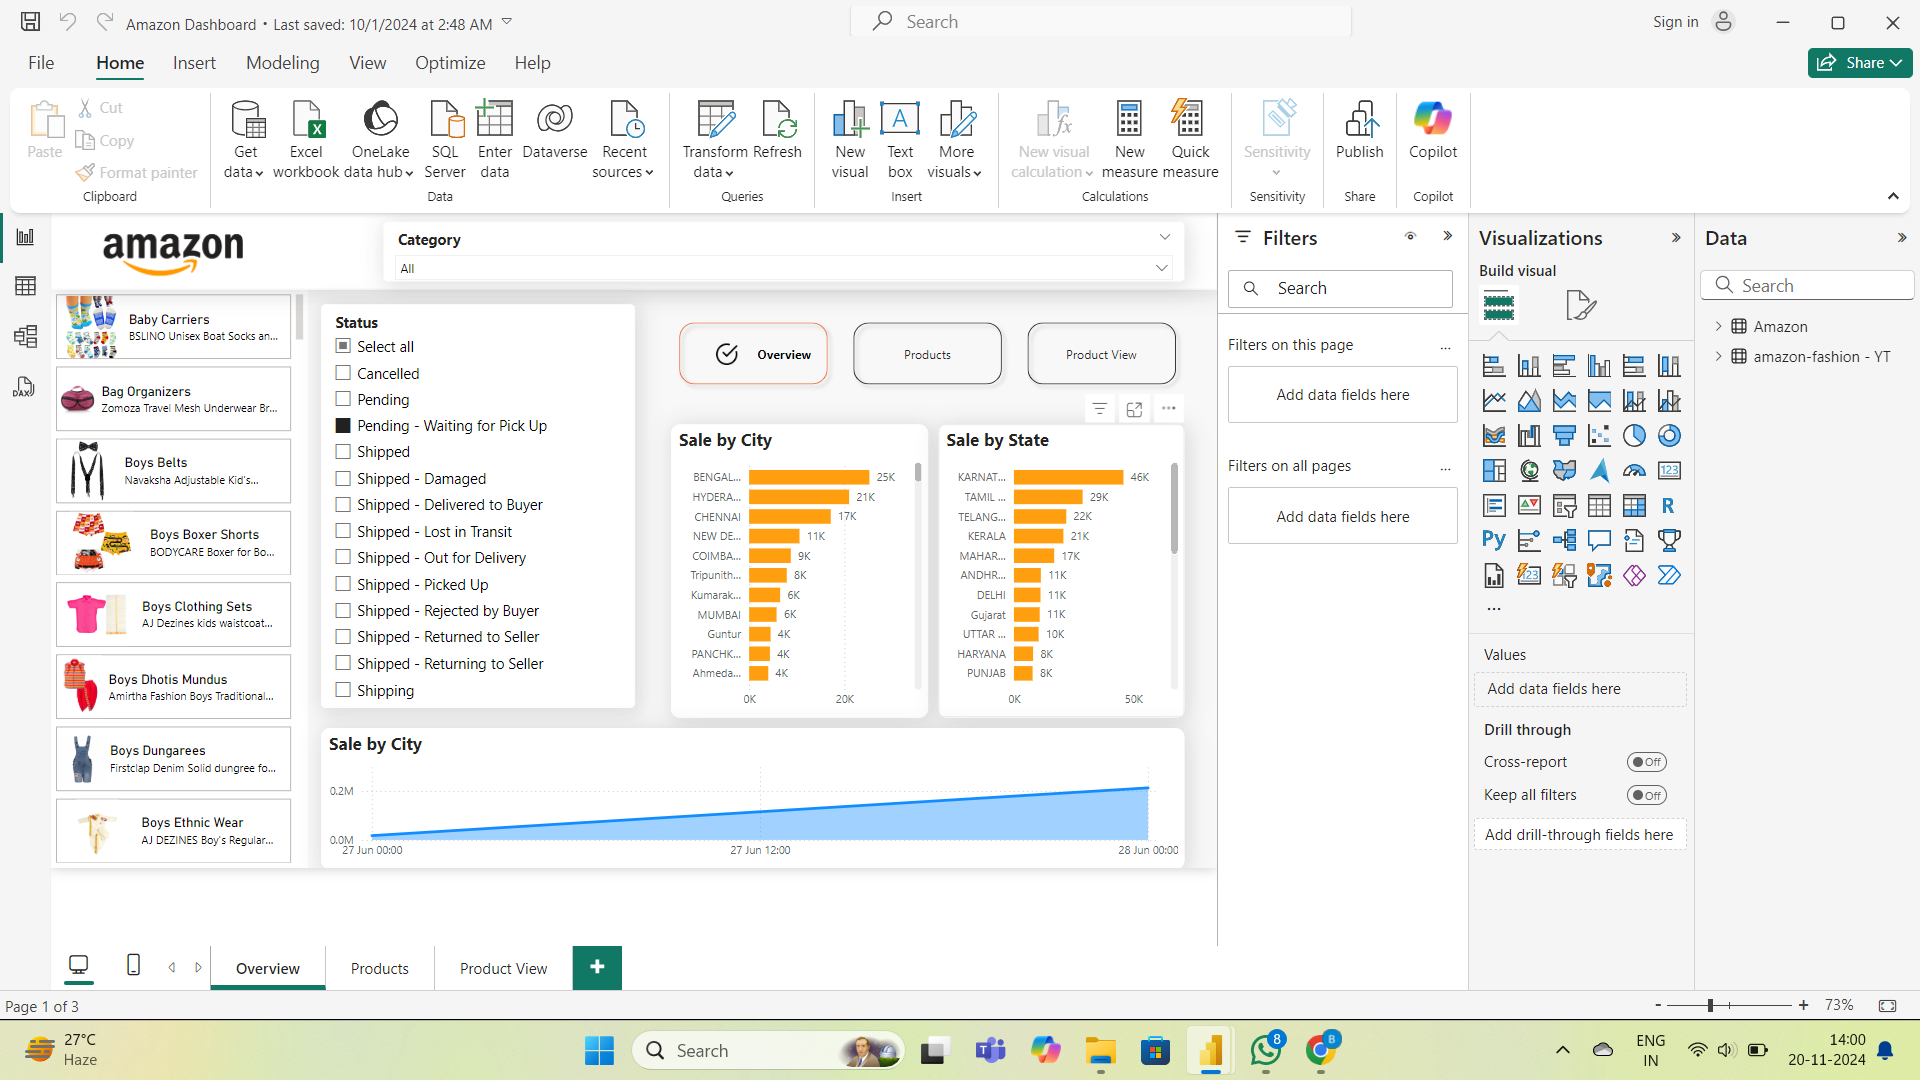 Amazon Dashboard • Last saved: 10/1/2024 at 2:48 AM
Search
Sign in
File
Home
Insert
Modeling
View
Optimize
Help
Share
Paste
Cut
Copy
Format painter
Clipboard
Get data
Excel workbook
OneLake data hub
SQL Server
Enter data
Dataverse
Recent sources
Data
Transform data
Refresh
Queries
New visual
Text box
More visuals
Insert
New visual calculation
New measure
Quick measure
Calculations
Sensitivity
Sensitivity
Publish
Share
Copilot
Copilot
amazon
Category
All
Baby Carriers
BSLINO Unisex Boat Socks an...
Bag Organizers
Zomoza Travel Mesh Underwear Br...
Boys Belts
Navaksha Adjustable Kid's...
Boys Boxer Shorts
BODYCARE Boxer for Bo...
Boys Clothing Sets
AJ Dezines kids waistcoat...
Boys Dhotis Mundus
Amirtha Fashion Boys Traditional...
Boys Dungarees
Firstclap Denim Solid dungree fo...
Boys Ethnic Wear
AJ DEZINES Boy's Regular...
Status
Select all
Cancelled
Pending
Pending - Waiting for Pick Up
Shipped
Shipped - Damaged
Shipped - Delivered to Buyer
Shipped - Lost in Transit
Shipped - Out for Delivery
Shipped - Picked Up
Shipped - Rejected by Buyer
Shipped - Returned to Seller
Shipped - Returning to Seller
Shipping
Overview
Products
Product View
Sale by City
BENGAL... 25K
HYDERA... 21K
CHENNAI 17K
NEW DE... 11K
COIMBA... 9K
Tripunith... 8K
Kumarak... 6K
MUMBAI 6K
Guntur 4K
PANCHK... 4K
Ahmeda... 4K
0K 20K
Sale by State
KARNAT... 46K
TAMIL ... 29K
TELANG... 22K
KERALA 21K
MAHAR... 17K
ANDHR... 11K
DELHI 11K
Gujarat 11K
UTTAR ... 10K
HARYANA 8K
PUNJAB 8K
0K 50K
Sale by City
0.2M
0.0M
27 Jun 00:00 27 Jun 12:00 28 Jun 00:00
Filters
Search
Filters on this page
Add data fields here
Filters on all pages
Add data fields here
Visualizations
Build visual
123
R
Py
123
Values
Add data fields here
Drill through
Cross-report
Off
Keep all filters
Off
Add drill-through fields here
Data
Search
Amazon
amazon-fashion - YT
DAX
Overview
Products
Product View
Page 1 of 3
73%
27°C
Haze
Search
8
B
ENG
IN
14:00
20-11-2024